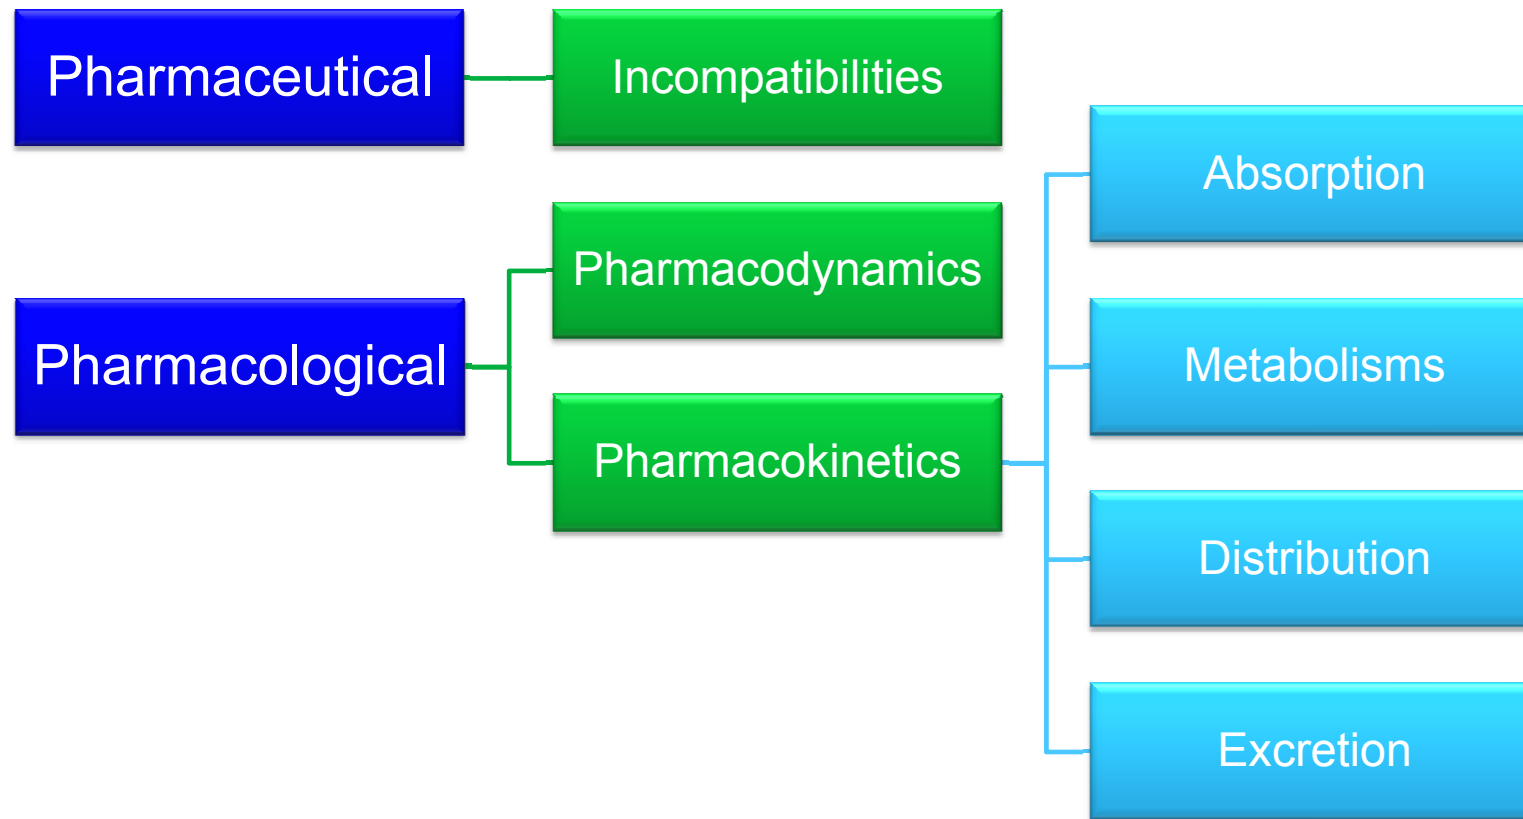 Pharmaceutical
Incompatibilities
Pharmacological
Pharmacodynamics
Pharmacokinetics
Absorption
Metabolisms
Distribution
Excretion